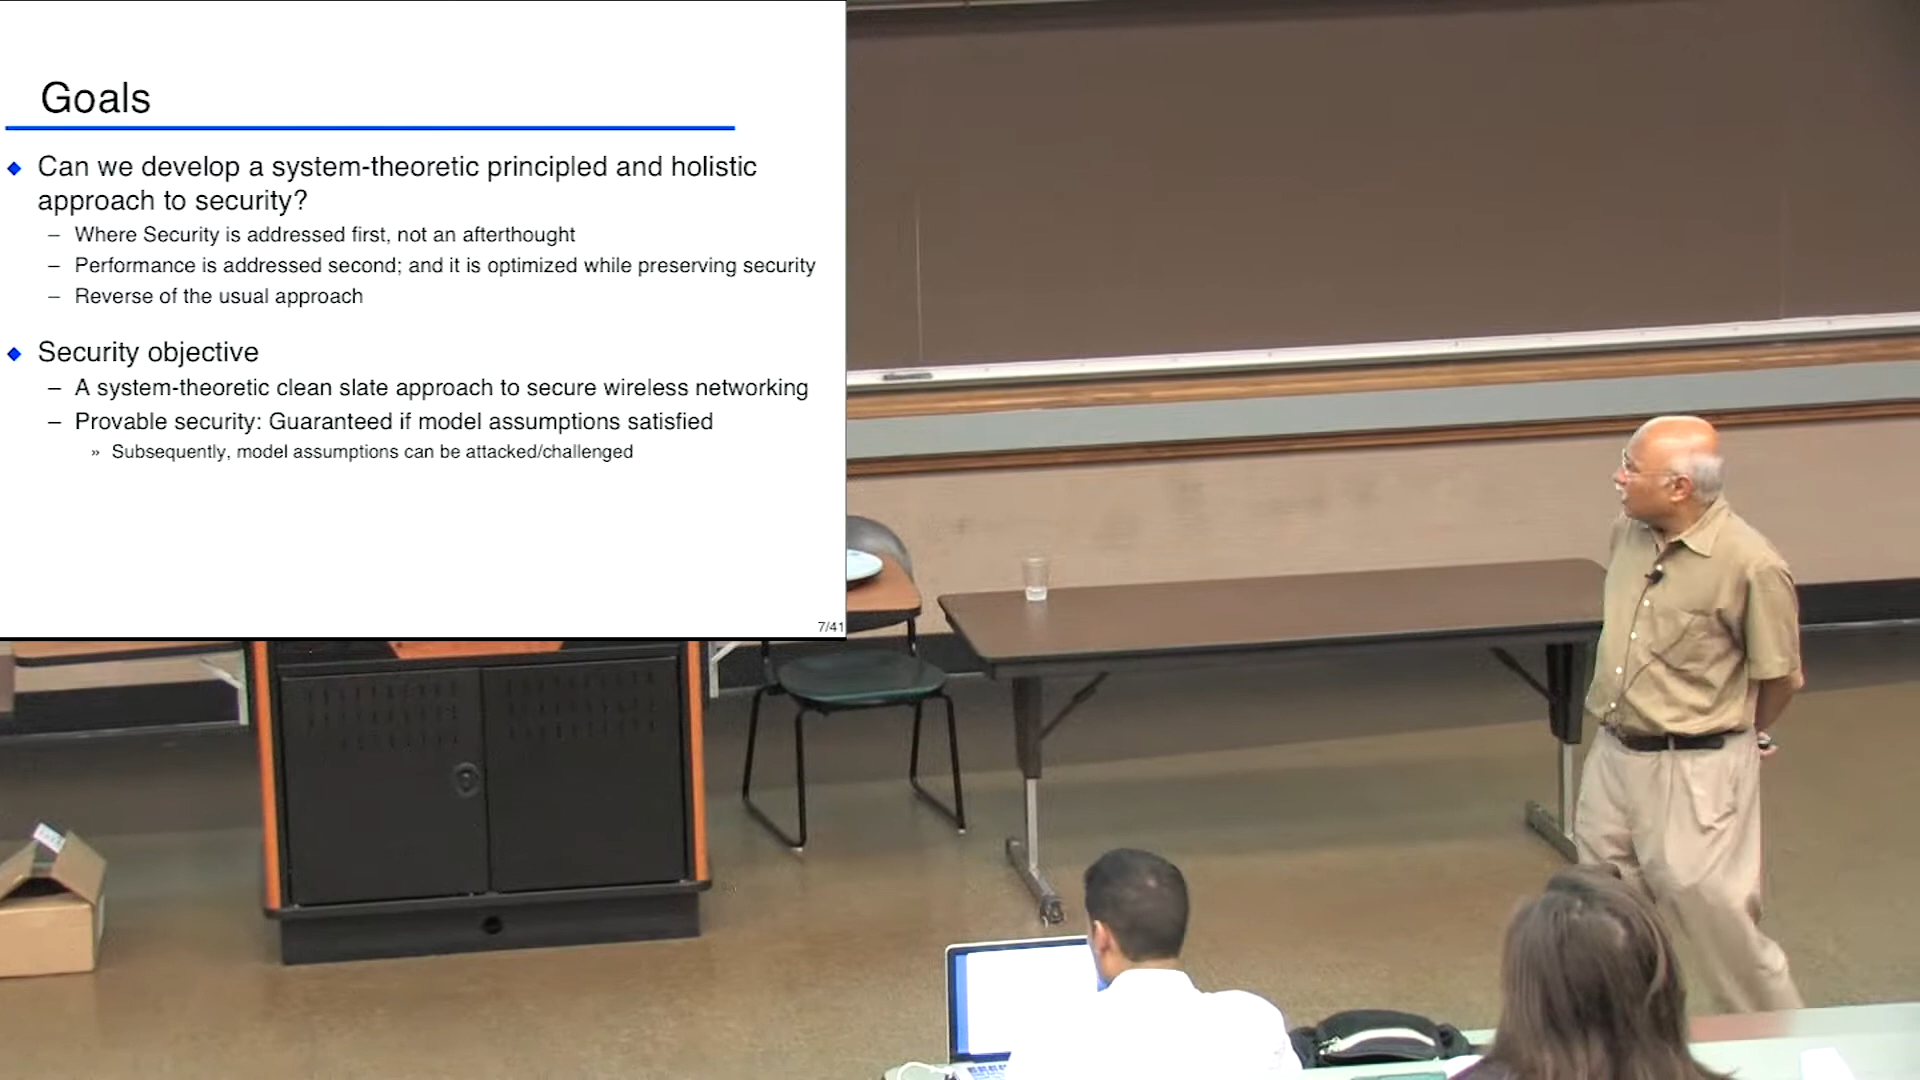 Goals
◆ Can we develop a system-theoretic principled and holistic
approach to security?
– Where Security is addressed first, not an afterthought
– Performance is addressed second; and it is optimized while preserving security
– Reverse of the usual approach
◆ Security objective
– A system-theoretic clean slate approach to secure wireless networking
– Provable security: Guaranteed if model assumptions satisfied
» Subsequently, model assumptions can be attacked/challenged
7/41